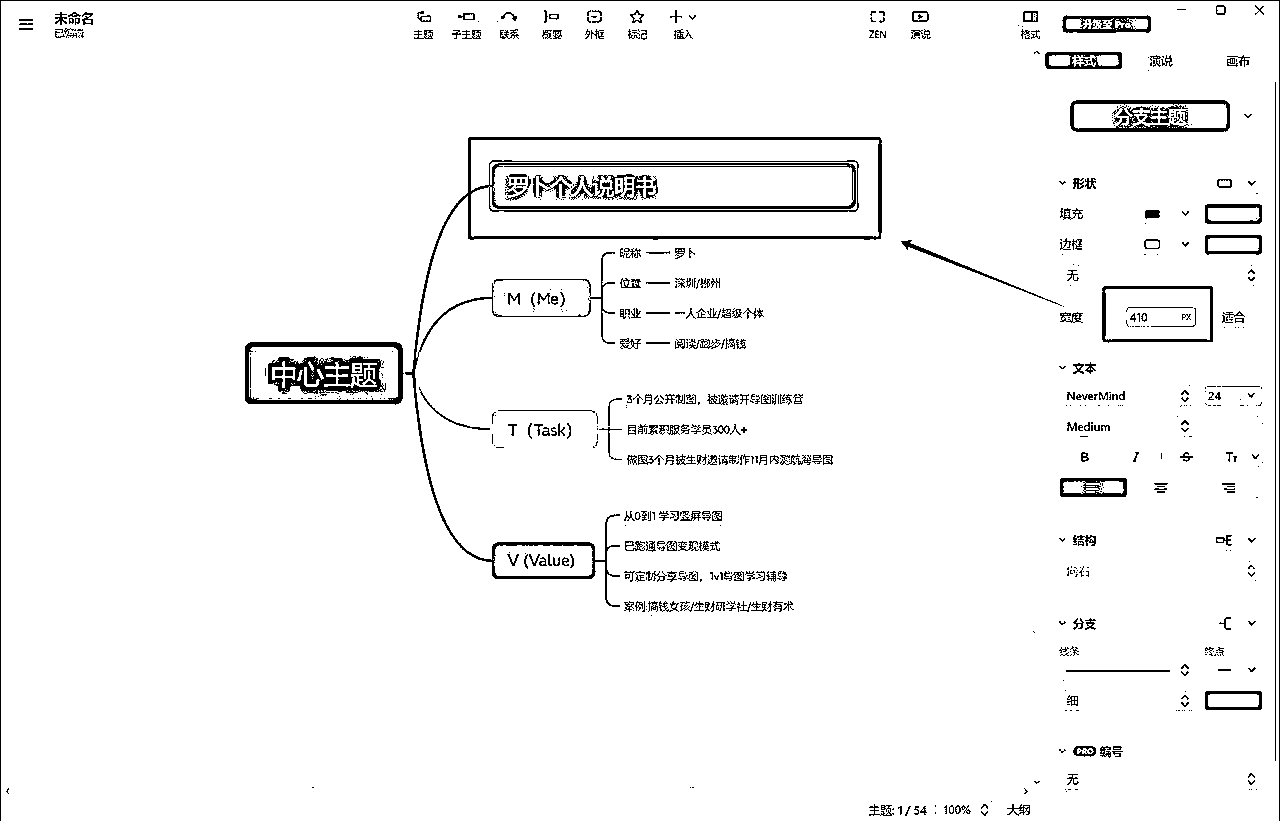 未命名
已编辑
主题
子主题
联系
概要
外框
标记
插入
ZEN
演说
格式
升级至 Pro
样式
演说
画布
分支主题
形状
填充
边框
无
宽度
410 PX
适合
文本
NeverMind
24
Medium
B I S Tт
结构
向右
分支
线条
终点
细
PRO 编号
无
中心主题
罗卜个人说明书
M（Me）
昵称
罗卜
位置
深圳/郴州
职业
一人企业/超级个体
爱好
阅读/跑步/搞钱
T（Task）
3个月公开制图，被邀请开导图训练营
目前累积服务学员300人+
做图3个月被生财邀请制作11月内测航海导图
V (Value)
从0到1学习竖屏导图
已跑通导图变现模式
可定制分享导图，1v1导图学习辅导
案例:搞钱女孩/生财研学社/生财有术
主题: 1 / 54
100%
大纲